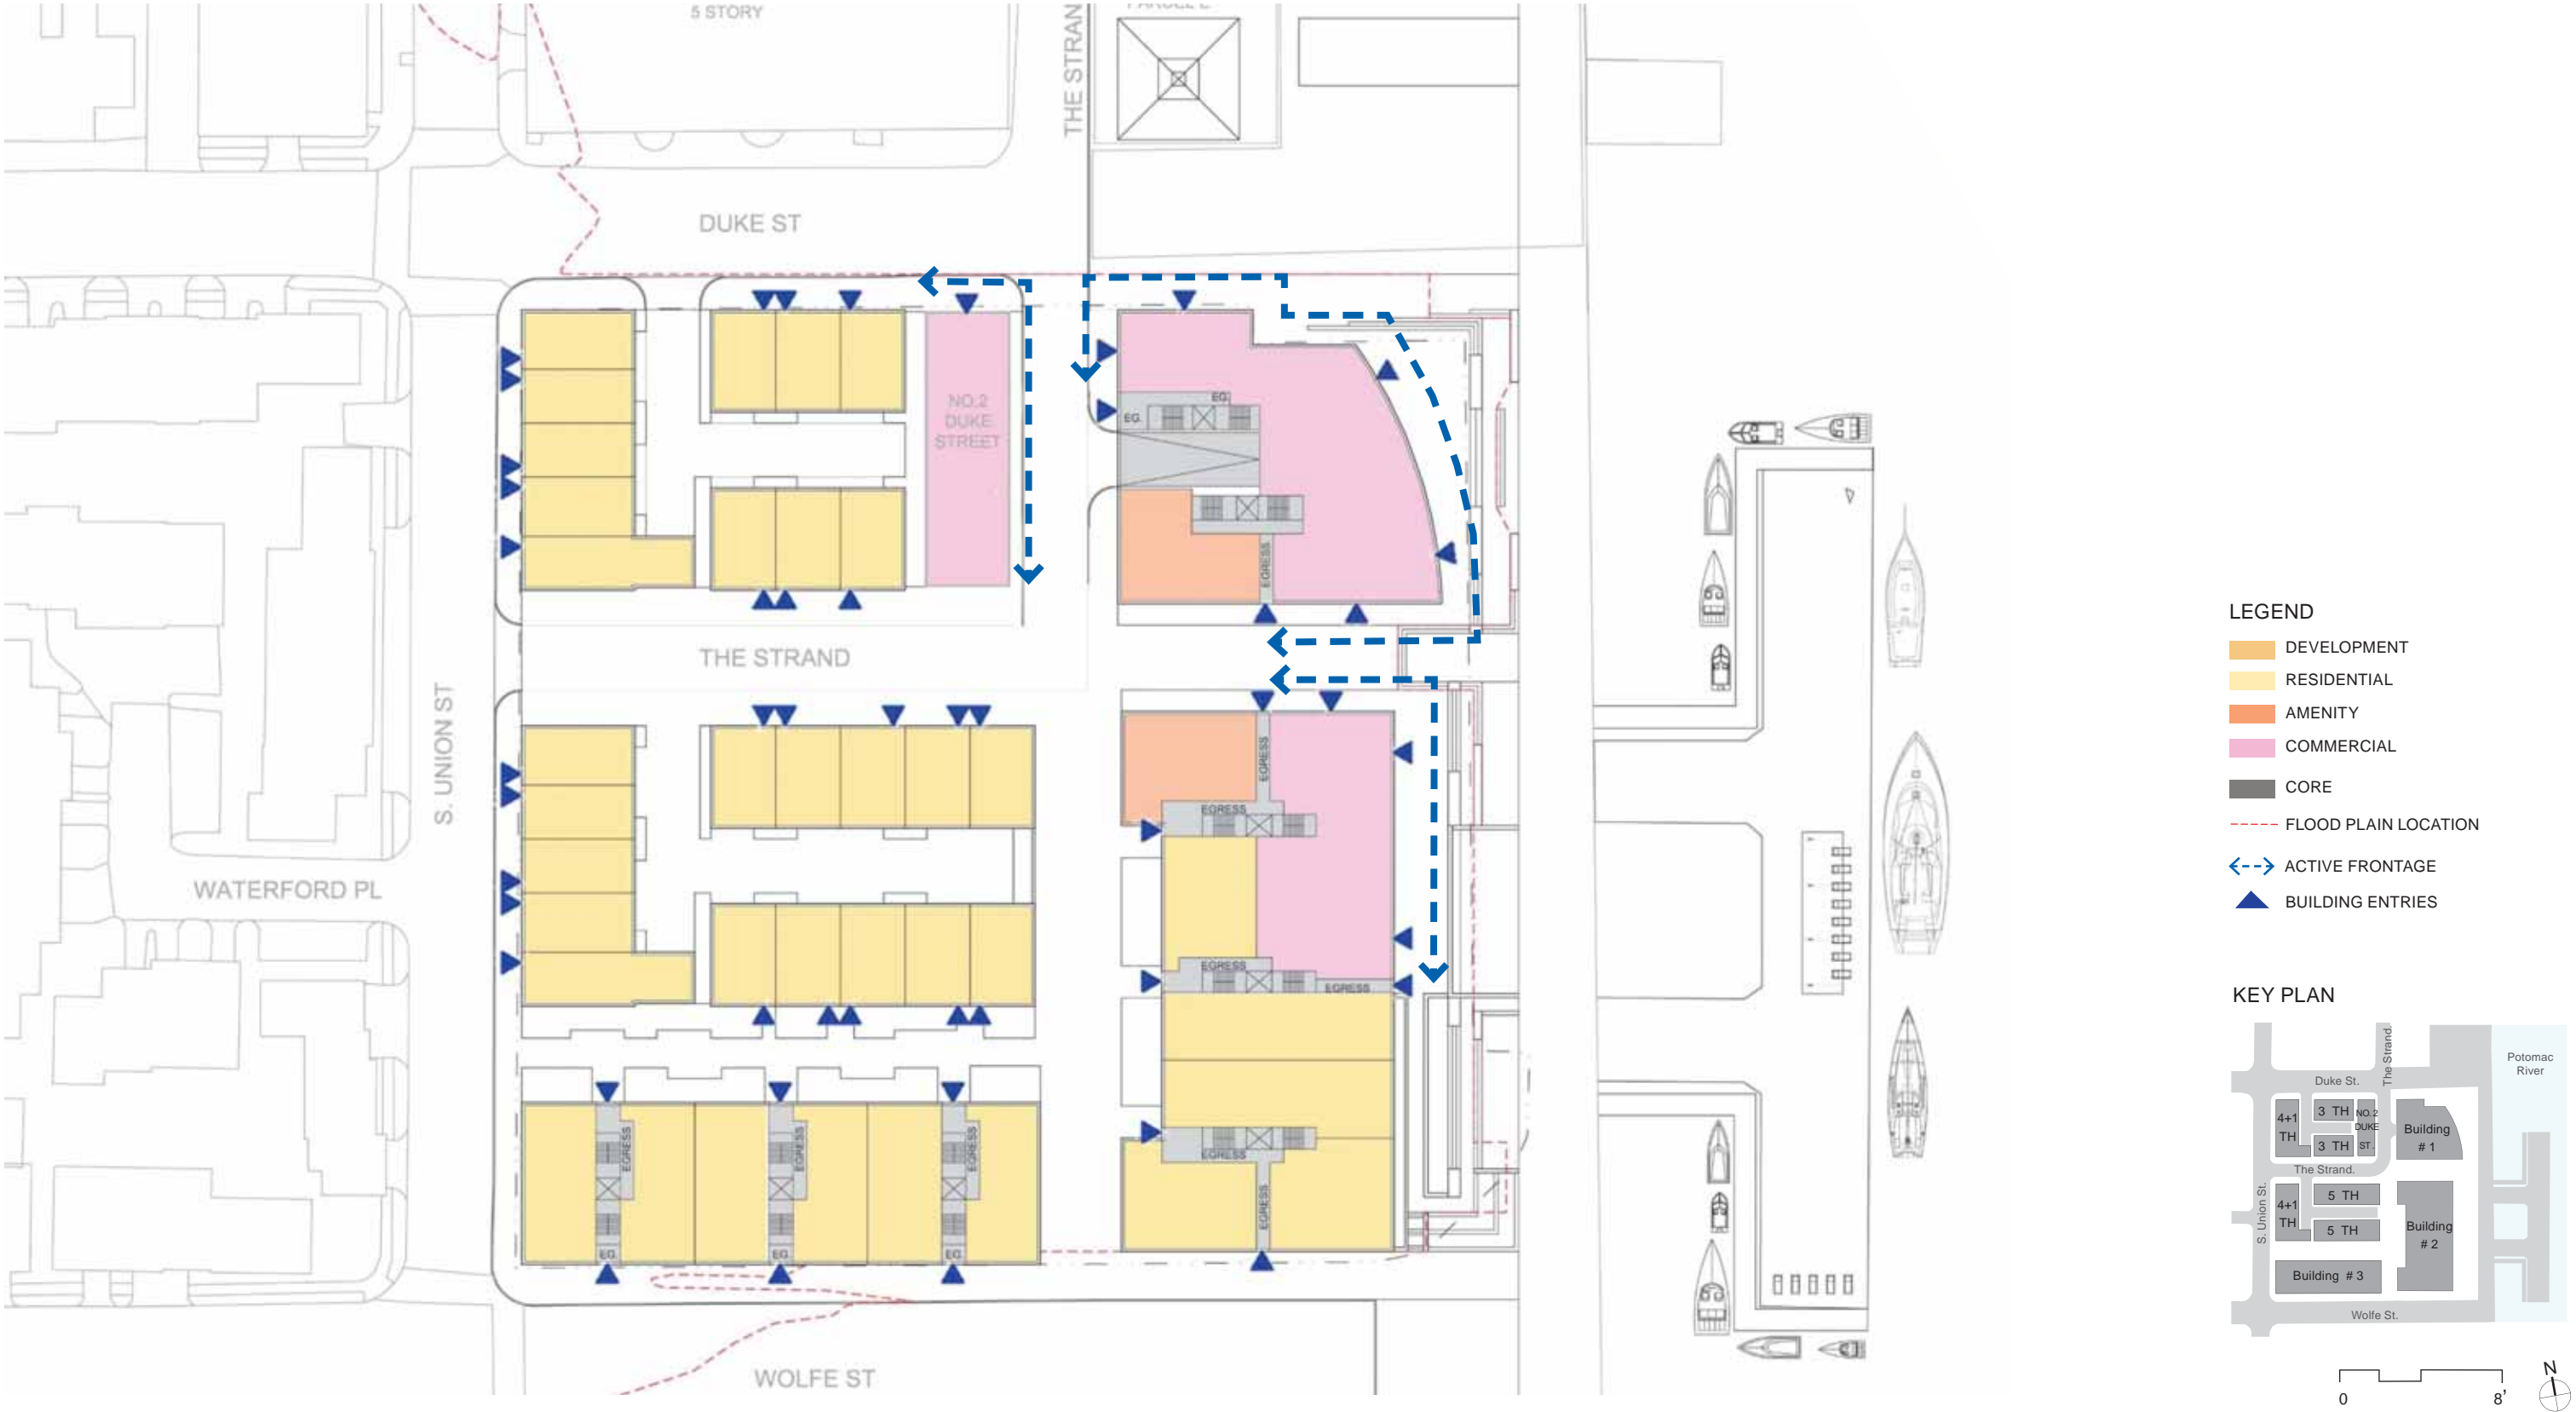 5 STORY
THE STRAN
PARCEL E
DUKE ST
NO.2
DUKE
STREET
EG.
EG.
EGRESS
THE STRAND
S. UNION ST
EGRESS
EGRESS
WATERFORD PL
EGRESS
EGRESS
EGRESS
EGRESS
EGRESS
EGRESS
EGRESS
EG.
EG.
EG.
WOLFE ST
LEGEND
DEVELOPMENT
RESIDENTIAL
AMENITY
COMMERCIAL
CORE
FLOOD PLAIN LOCATION
ACTIVE FRONTAGE
BUILDING ENTRIES
KEY PLAN
The Strand.
Potomac
River
Duke St.
4+1
TH
3 TH
3 TH
NO.2
DUKE
ST.
Building
# 1
The Strand.
S. Union St.
4+1
TH
5 TH
5 TH
Building
# 2
Building # 3
Wolfe St.
0
8'
N